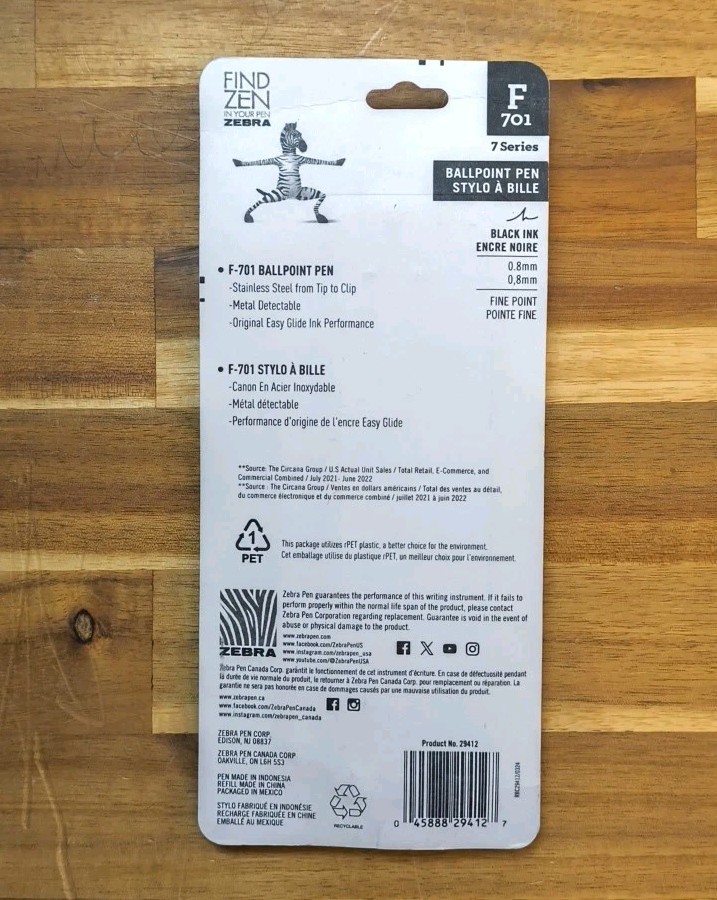 FIND
ZEN
IN YOUR PEN
ZEBRA
F
701
7 Series
BALLPOINT PEN
STYLO À BILLE
BLACK INK
ENCRE NOIRE
0.8mm
0,8mm
FINE POINT
POINTE FINE
• F-701 BALLPOINT PEN
-Stainless Steel from Tip to Clip
-Metal Detectable
-Original Easy Glide Ink Performance
• F-701 STYLO À BILLE
-Canon En Acier Inoxydable
-Métal détectable
-Performance d'origine de l'encre Easy Glide
**Source: The Circana Group / U.S Actual Unit Sales / Total Retail, E-Commerce, and
Commercial Combined / July 2021- June 2022
**Source : The Circana Group / Ventes en dollars américains / Total des ventes au détail,
du commerce électronique et du commerce combiné / juillet 2021 à juin 2022
1
PET
This package utilizes rPET plastic, a better choice for the environment.
Cet emballage utilise du plastique rPET, un meilleur choix pour l'environnement.
ZEBRA
Zebra Pen guarantees the performance of this writing instrument. If it fails to
perform properly within the normal life span of the product, please contact
Zebra Pen Corporation regarding replacement. Guarantee is void in the event of
abuse or physical damage to the product.
www.zebrapen.com
www.facebook.com/ZebraPenUS
www.instagram.com/zebrapen_usa
www.youtube.com/@ZebraPenUSA
Zebra Pen Canada Corp. garantit le fonctionnement de cet instrument d'écriture. En cas de défectuosité pendant
la durée de vie normale du produit, le retourner à Zebra Pen Canada Corp. pour remplacement ou réparation. La
garantie ne sera pas honorée en case de dommages causés par une mauvaise utilisation du produit.
www.zebrapen.ca
www.facebook.com/ZebraPenCanada
www.instagram.com/zebrapen_canada
ZEBRA PEN CORP.
EDISON, NJ 08837
ZEBRA PEN CANADA CORP
OAKVILLE, ON L6H 5S3
PEN MADE IN INDONESIA
REFILL MADE IN CHINA
PACKAGED IN MEXICO
STYLO FABRIQUÉ EN INDONÉSIE
RECHARGE FABRIQUÉE EN CHINE
EMBALLÉ AU MEXIQUE
RECYCLABLE
Product No. 29412
0 45888 29412 7